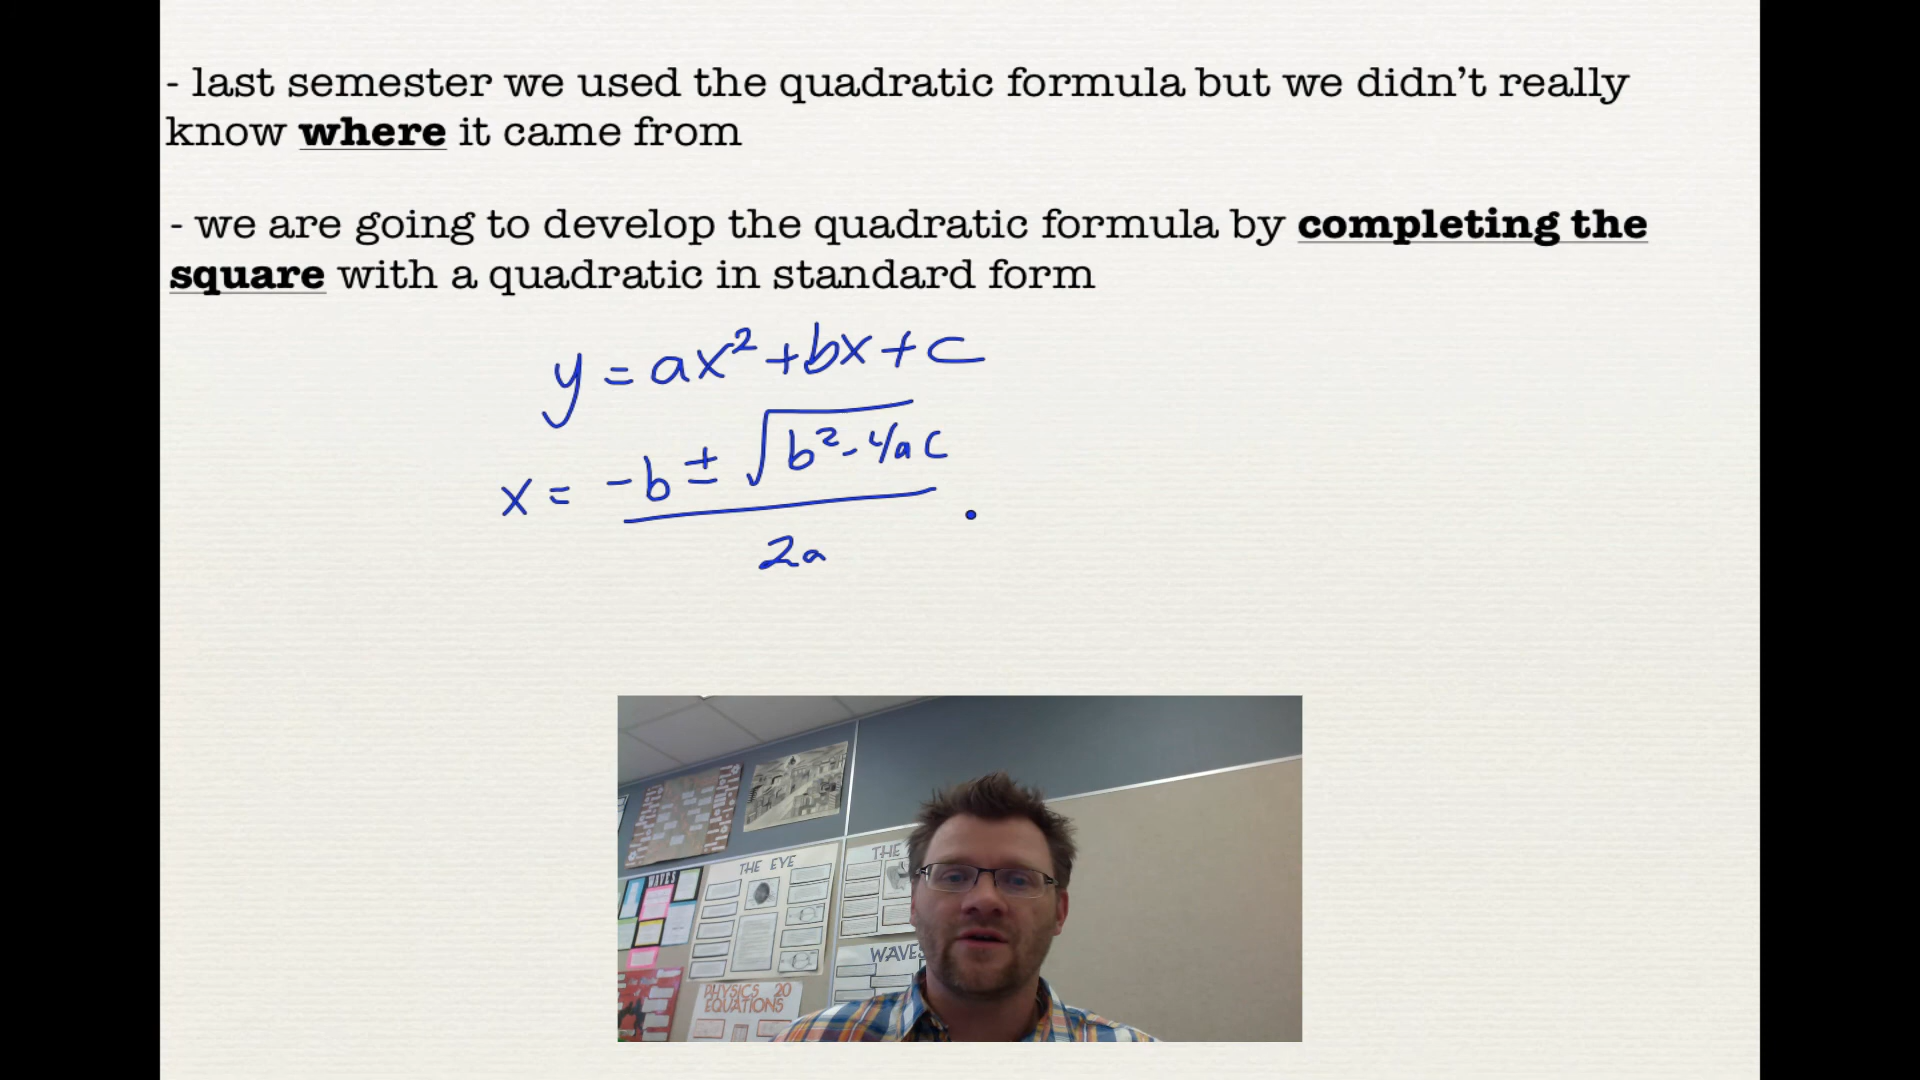 - last semester we used the quadratic formula but we didn't really
know where it came from
- we are going to develop the quadratic formula by completing the
square with a quadratic in standard form
y = ax² + bx + c
x = -b ± √b² - 4ac
2a
THE EYE
THE
WAVES
WAVES
PHYSICS 20
EQUATIONS